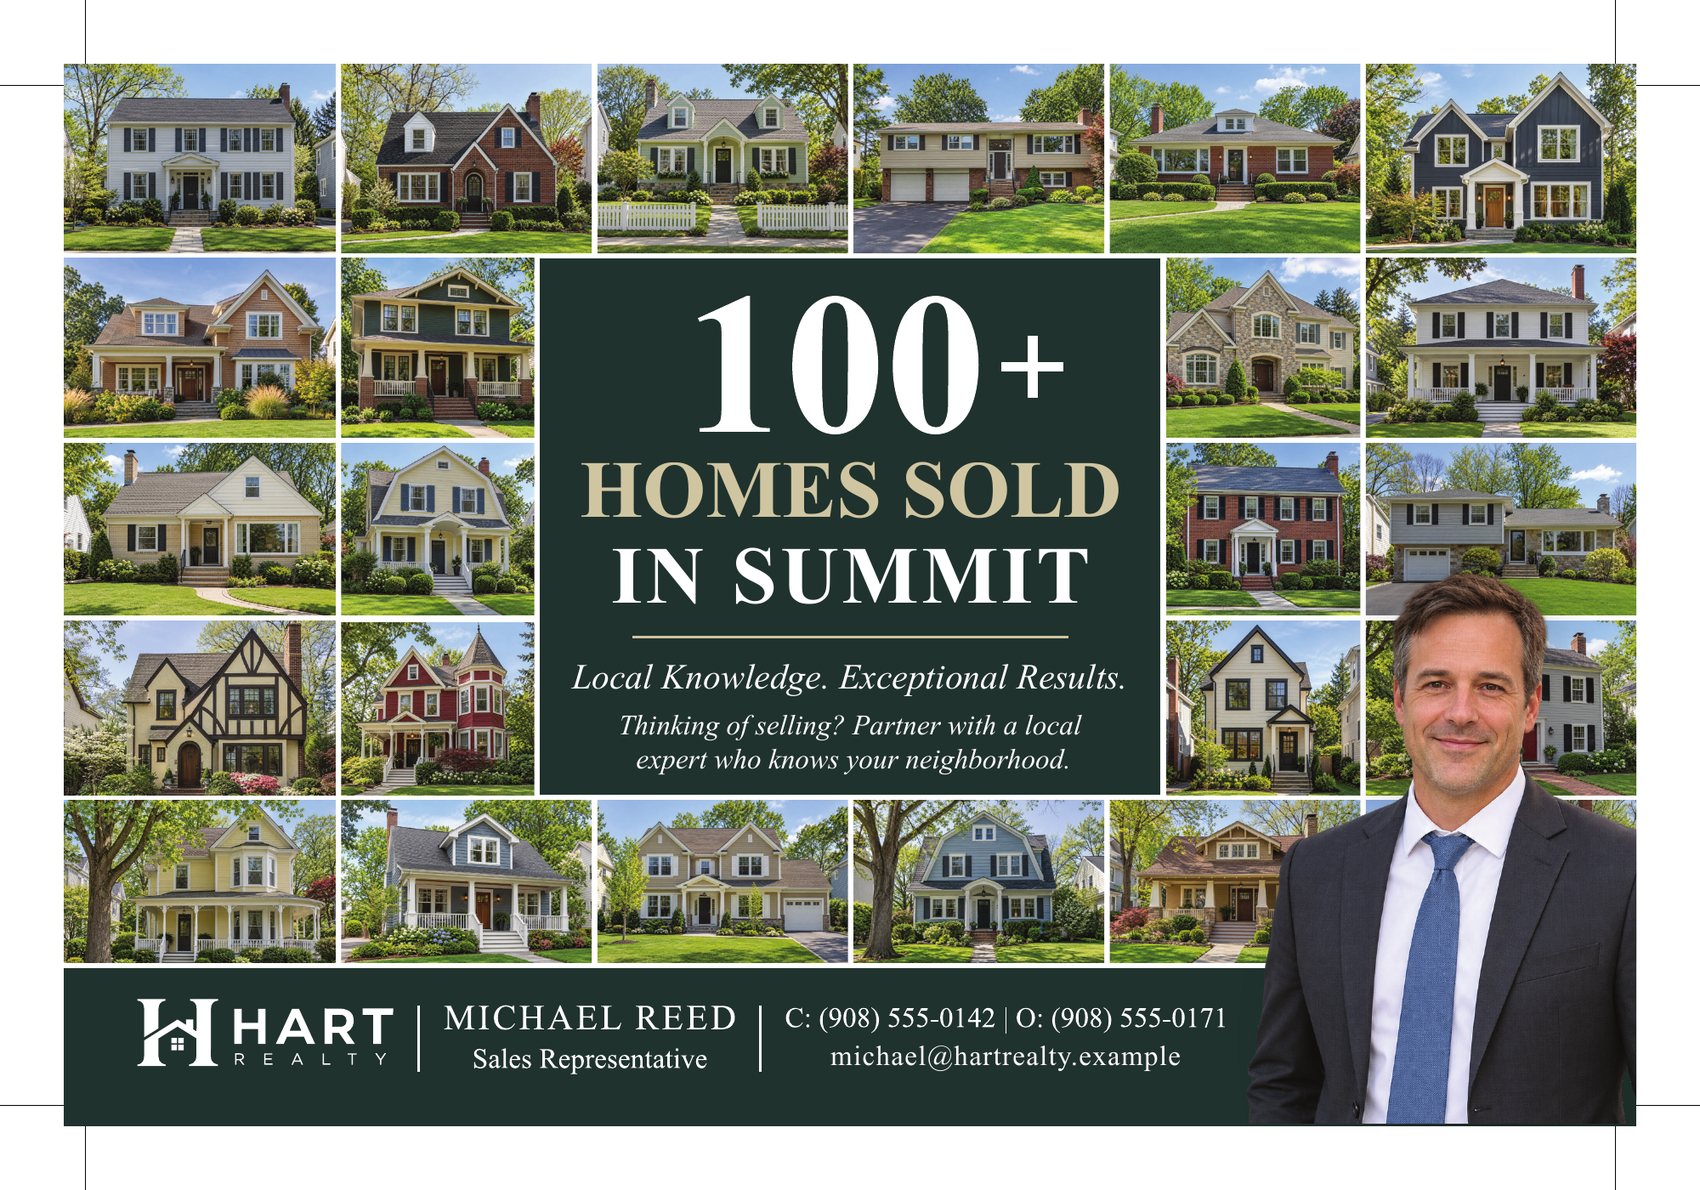 100+
HOMES SOLD
IN SUMMIT
Local Knowledge. Exceptional Results.
Thinking of selling? Partner with a local
expert who knows your neighborhood.
H HART
REALTY
MICHAEL REED
Sales Representative
C: (908) 555-0142 | O: (908) 555-0171
michael@hartrealty.example